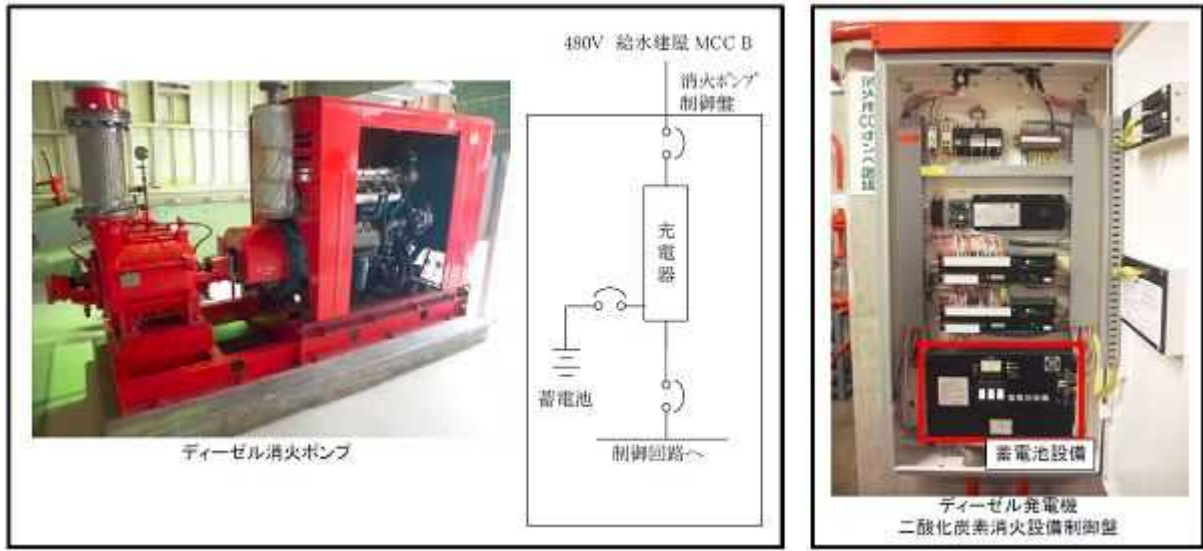 480V 給水建屋 MCC B
消火ポンプ
制御盤
充電器
蓄電池
制御回路へ
ディーゼル消火ポンプ
蓄電池設備
ディーゼル発電機
二酸化炭素消火設備制御盤